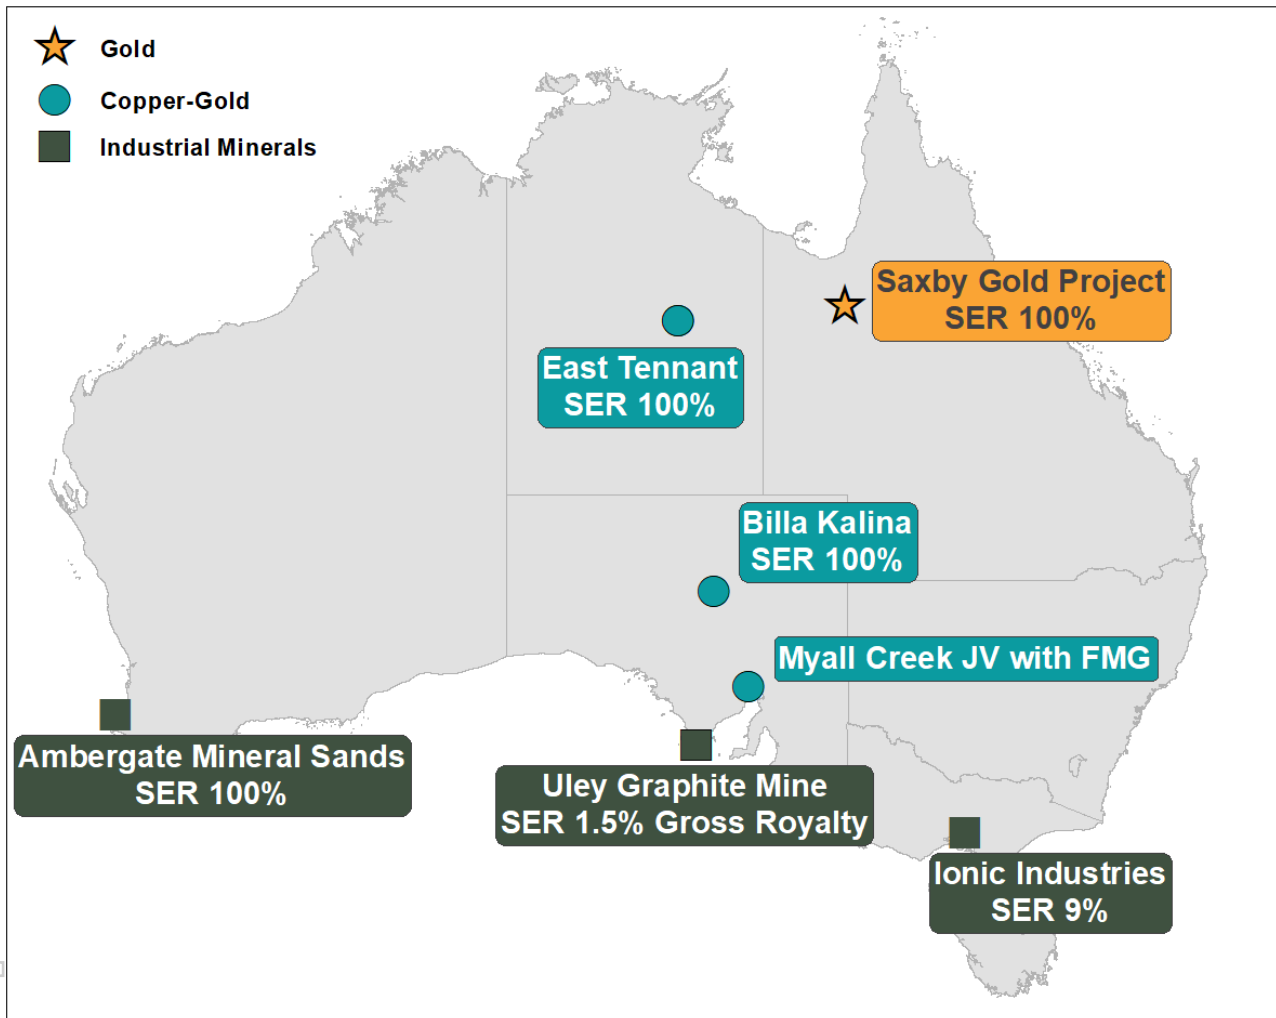 Gold
Copper-Gold
Industrial Minerals
Saxby Gold Project
SER 100%
East Tennant
SER 100%
Billa Kalina
SER 100%
Myall Creek JV with FMG
Ambergate Mineral Sands
SER 100%
Uley Graphite Mine
SER 1.5% Gross Royalty
Ionic Industries
SER 9%